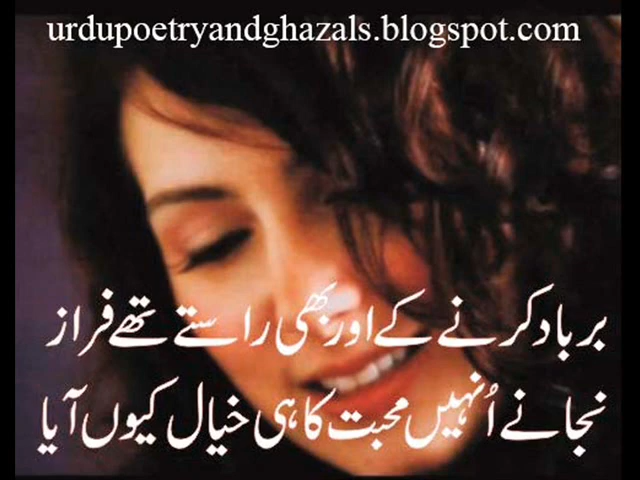 urdupoetryandghazals.blogspot.com
برباد کرنے کے اور بھی راستے تھے فراز
نجانے اُنہیں محبت کا ہی خیال کیوں آیا